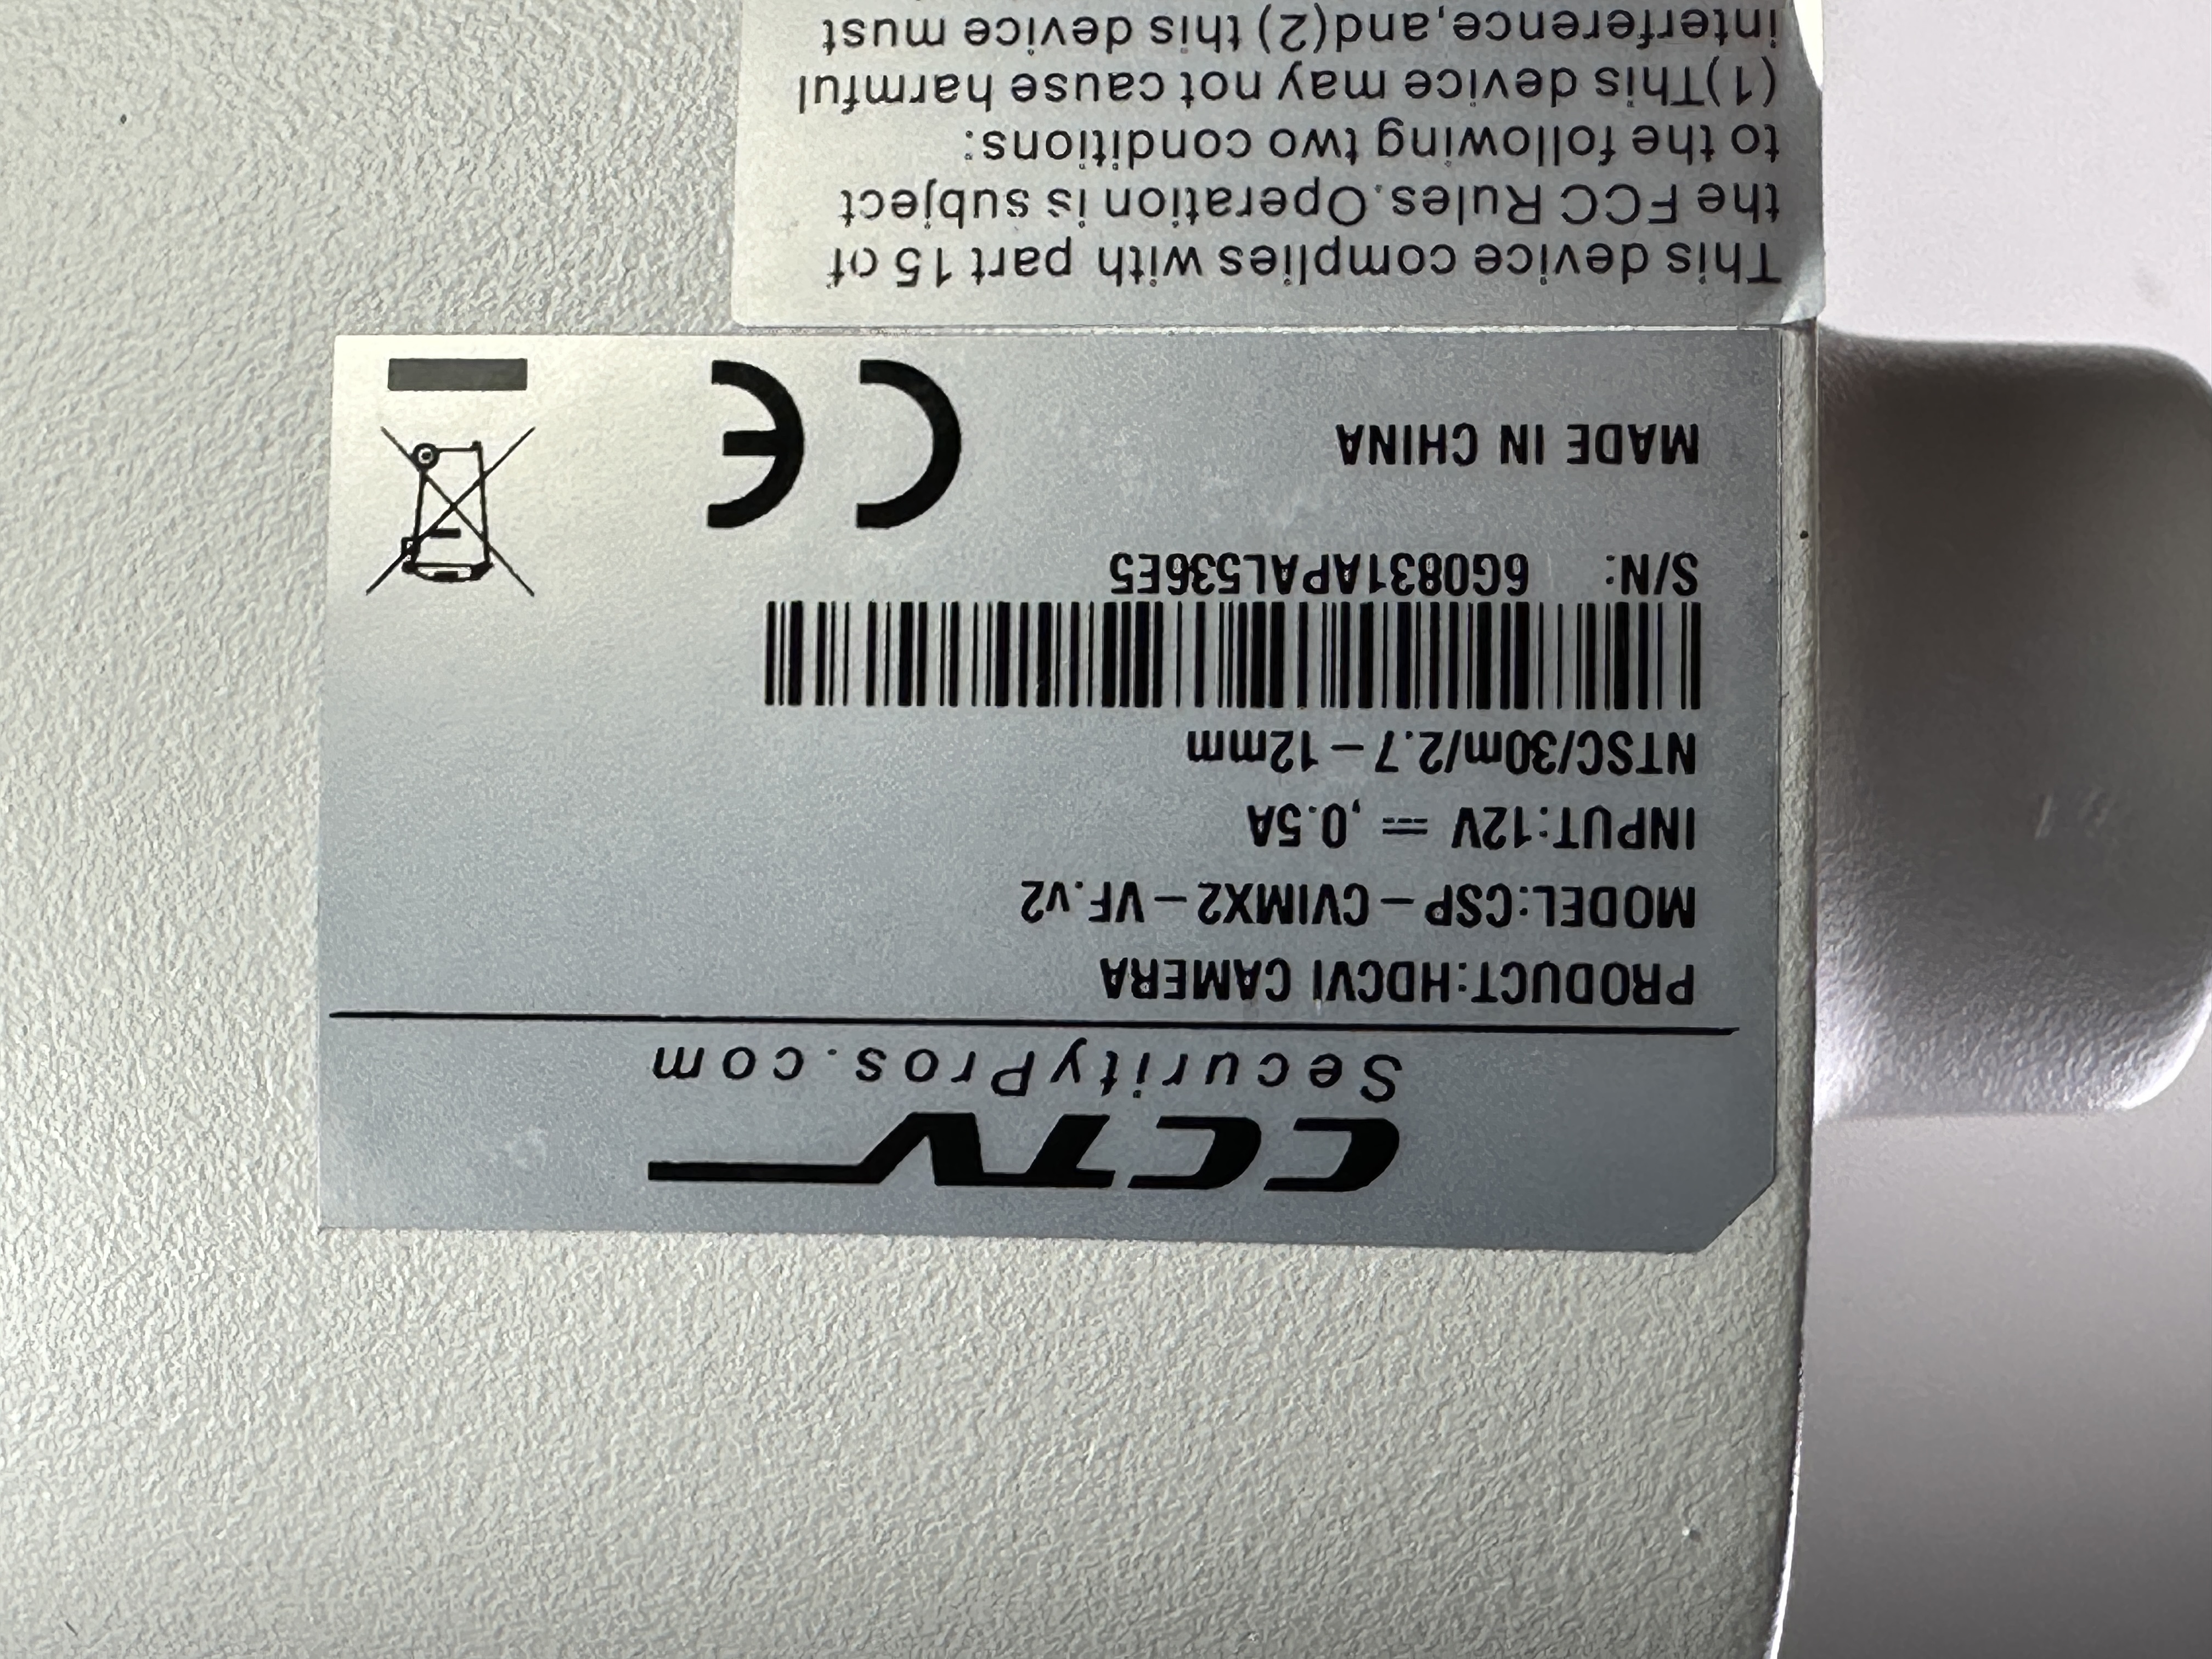 CCTV
SecurityPros.com
PRODUCT:HDCVI CAMERA
MODEL:CSP-CVIMX2-VF.v2
INPUT:12V ⎓ ,0.5A
NTSC/30m/2.7-12mm
S/N: 6G0831APAL536E5
MADE IN CHINA
CE
This device complies with part 15 of
the FCC Rules.Operation is subject
to the following two conditions:
(1)This device may not cause harmful
interference,and(2) this device must